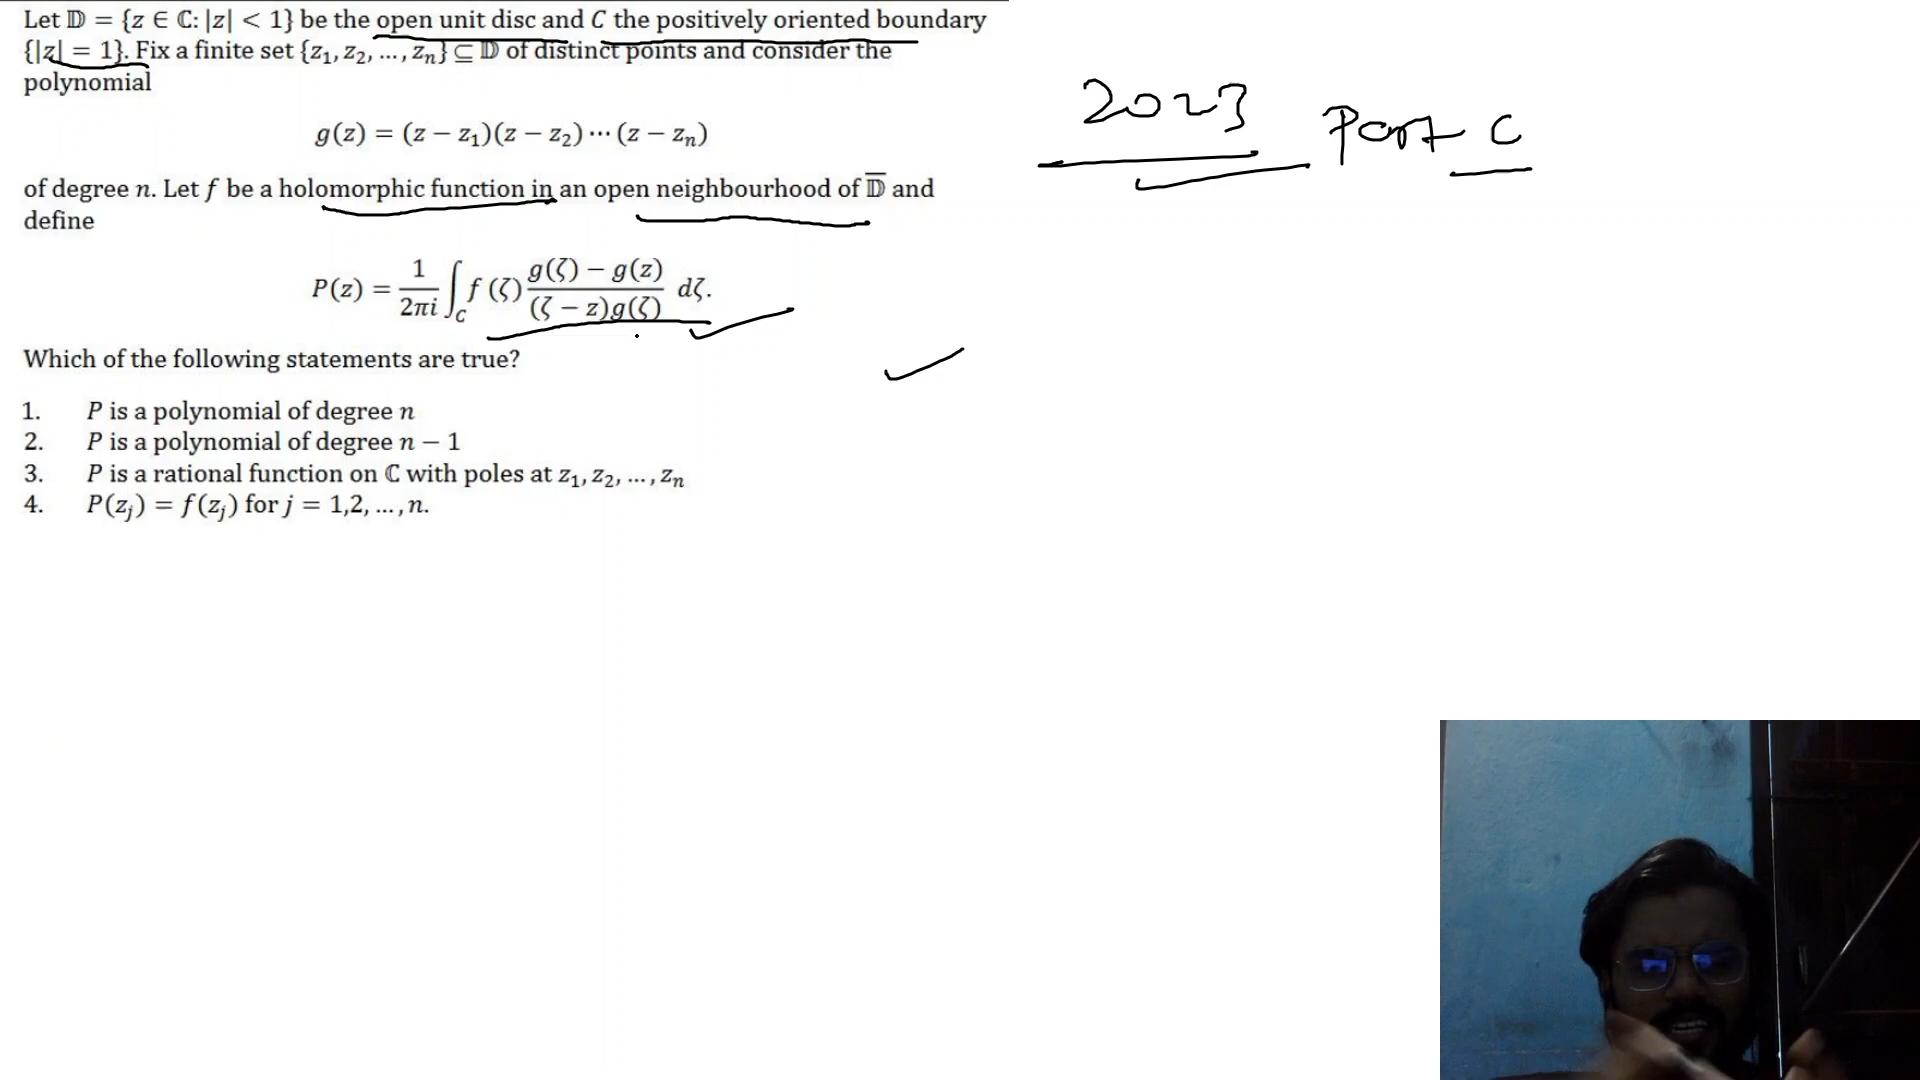 Let 𝔻 = {z ∈ ℂ: |z| < 1} be the open unit disc and C the positively oriented boundary
{|z| = 1}. Fix a finite set {z₁, z₂, ..., zₙ} ⊆ 𝔻 of distinct points and consider the
polynomial
g(z) = (z − z₁)(z − z₂) ⋯ (z − zₙ)
of degree n. Let f be a holomorphic function in an open neighbourhood of 𝔻̅ and
define
P(z) = 1/2πi ∫_C f(ζ) (g(ζ) − g(z))/((ζ − z)g(ζ)) dζ.
Which of the following statements are true?
1. P is a polynomial of degree n
2. P is a polynomial of degree n − 1
3. P is a rational function on ℂ with poles at z₁, z₂, ..., zₙ
4. P(zⱼ) = f(zⱼ) for j = 1,2, ..., n.
2023 Part C